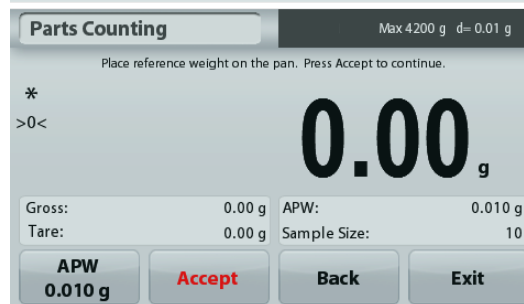 Parts Counting
Max 4200 g d= 0.01 g
Place reference weight on the pan. Press Accept to continue.
*
>0<
0.00 g
Gross: 0.00 g APW: 0.010 g
Tare: 0.00 g Sample Size: 10
APW
0.010 g
Accept
Back
Exit